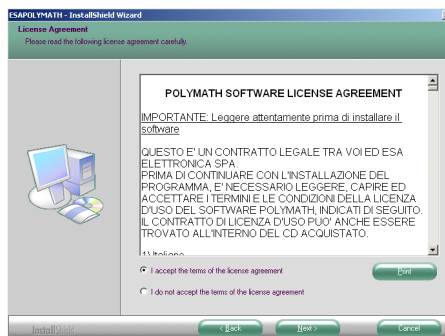 ESAPOLYMATH - InstallShield Wizard
License Agreement
Please read the following license agreement carefully.
POLYMATH SOFTWARE LICENSE AGREEMENT
IMPORTANTE: Leggere attentamente prima di installare il
software
QUESTO E' UN CONTRATTO LEGALE TRA VOI ED ESA
ELETTRONICA SPA.
PRIMA DI CONTINUARE CON L'INSTALLAZIONE DEL
PROGRAMMA, E' NECESSARIO LEGGERE, CAPIRE ED
ACCETTARE I TERMINI E LE CONDIZIONI DELLA LICENZA
D'USO DEL SOFTWARE POLYMATH, INDICATI DI SEGUITO.
IL CONTRATTO DI LICENZA D'USO PUO' ANCHE ESSERE
TROVATO ALL'INTERNO DEL CD ACQUISTATO.
1) Italiano
I accept the terms of the license agreement
Print
I do not accept the terms of the license agreement
InstallShield
< Back
Next >
Cancel